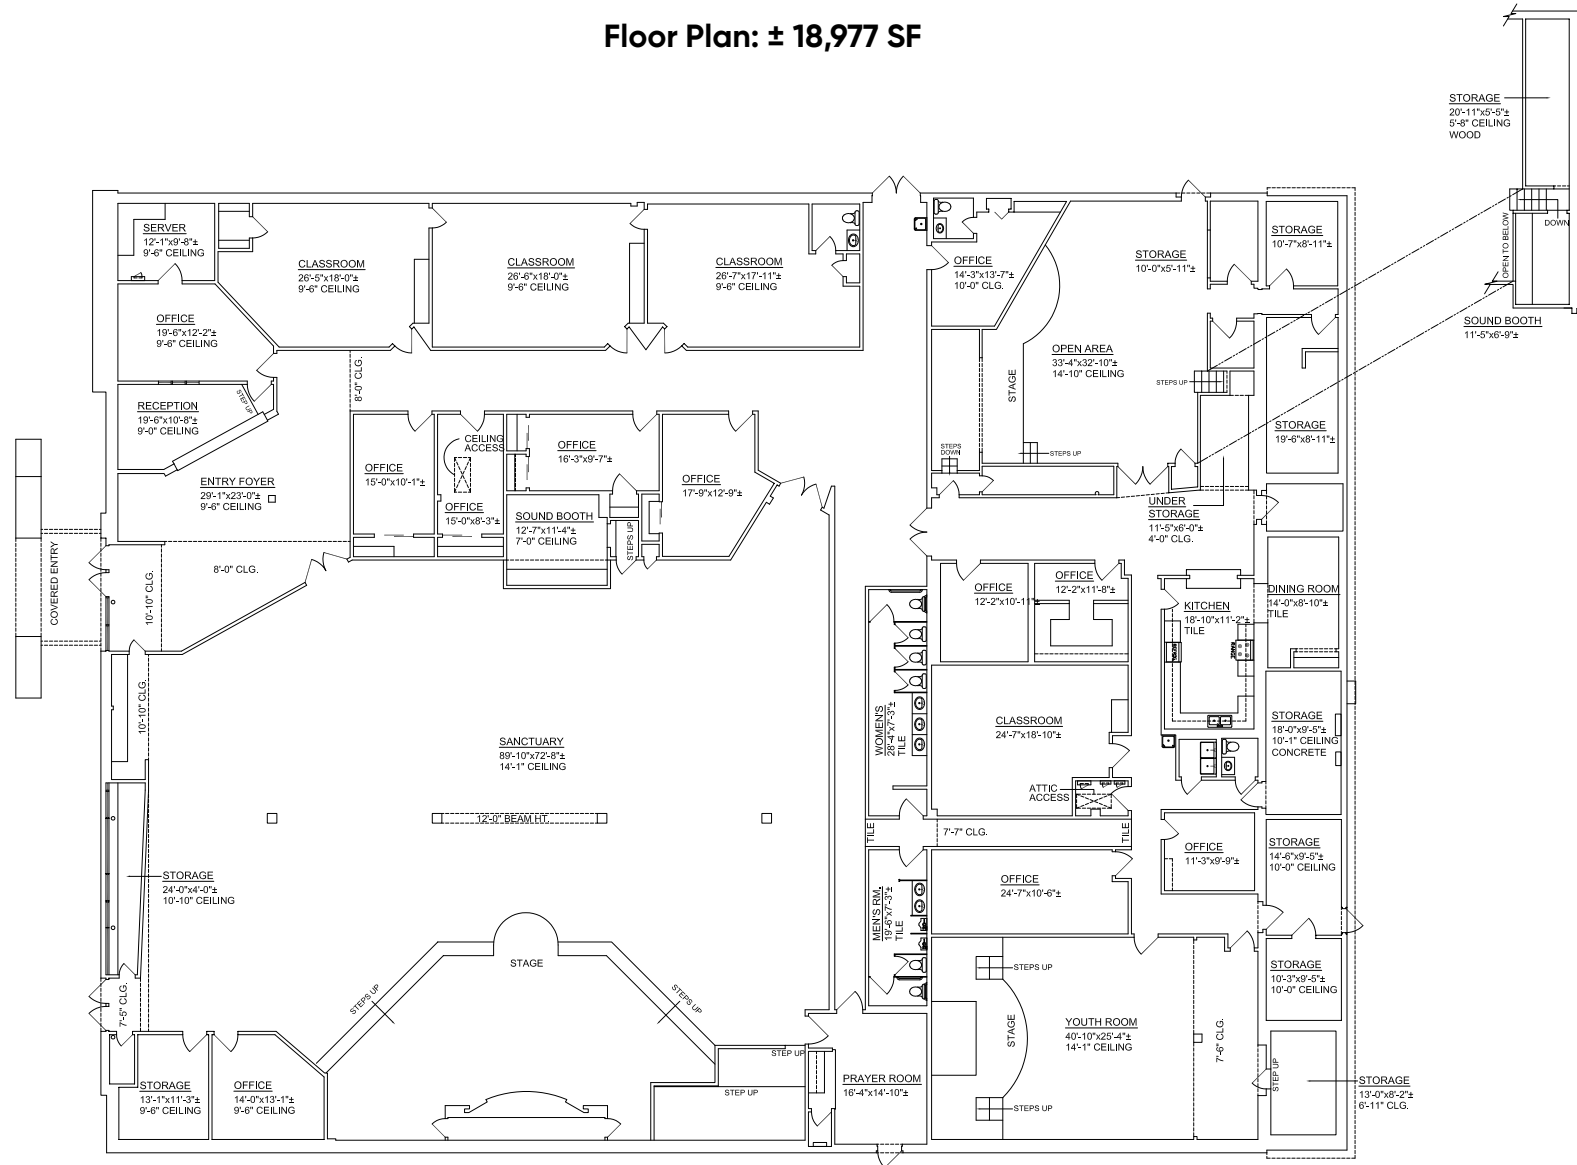 Floor Plan: ± 18,977 SF
STORAGE
20'-11"x5'-5"±
5'-8" CEILING
WOOD
DOWN
OPEN TO BELOW
SOUND BOOTH
11'-5"x6'-9"±
SERVER
12'-1"x9'-8"±
9'-6" CEILING
CLASSROOM
26'-5"x18'-0"±
9'-6" CEILING
CLASSROOM
26'-6"x18'-0"±
9'-6" CEILING
CLASSROOM
26'-7"x17'-11"±
9'-6" CEILING
OFFICE
14'-3"x13'-7"±
10'-0" CLG.
STORAGE
10'-0"x5'-11"±
STORAGE
10'-7"x8'-11"±
OFFICE
19'-6"x12'-2"±
9'-6" CEILING
OPEN AREA
33'-4"x32'-10"±
14'-10" CEILING
STAGE
STEPS UP
STEPS UP
STEPS
DOWN
STORAGE
19'-6"x8'-11"±
8'-0" CLG.
STEP UP
RECEPTION
19'-6"x10'-8"±
9'-0" CEILING
OFFICE
15'-0"x10'-1"±
CEILING
ACCESS
OFFICE
15'-0"x8'-3"±
OFFICE
16'-3"x9'-7"±
OFFICE
17'-9"x12'-9"±
ENTRY FOYER
29'-1"x23'-0"±
9'-6" CEILING
SOUND BOOTH
12'-7"x11'-4"±
7'-0" CEILING
STEPS UP
UNDER
STORAGE
11'-5"x6'-0"±
4'-0" CLG.
COVERED ENTRY
10'-10" CLG.
8'-0" CLG.
OFFICE
12'-2"x10'-11"±
OFFICE
12'-2"x11'-8"±
KITCHEN
18'-10"x11'-2"±
TILE
RANGE
DINING ROOM
14'-0"x8'-10"±
TILE
10'-10" CLG.
SANCTUARY
89'-10"x72'-8"±
14'-1" CEILING
WOMEN'S
28'-4"x7'-3"±
TILE
CLASSROOM
24'-7"x18'-10"±
STORAGE
18'-0"x9'-5"±
10'-1" CEILING
CONCRETE
ATTIC
ACCESS
12'-0" BEAM HT.
TILE
7'-7" CLG.
TILE
OFFICE
11'-3"x9'-9"±
STORAGE
14'-6"x9'-5"±
10'-0" CEILING
STORAGE
24'-0"x4'-0"±
10'-10" CEILING
MEN'S RM.
19'-6"x7'-3"±
TILE
OFFICE
24'-7"x10'-6"±
STAGE
STEPS UP
STEPS UP
STEPS UP
STORAGE
10'-3"x9'-5"±
10'-0" CEILING
7'-5" CLG.
STAGE
YOUTH ROOM
40'-10"x25'-4"±
14'-1" CEILING
7'-6" CLG.
STEP UP
STORAGE
13'-1"x11'-3"±
9'-6" CEILING
OFFICE
14'-0"x13'-1"±
9'-6" CEILING
STEP UP
STEP UP
PRAYER ROOM
16'-4"x14'-10"±
STEPS UP
STORAGE
13'-0"x8'-2"±
6'-11" CLG.